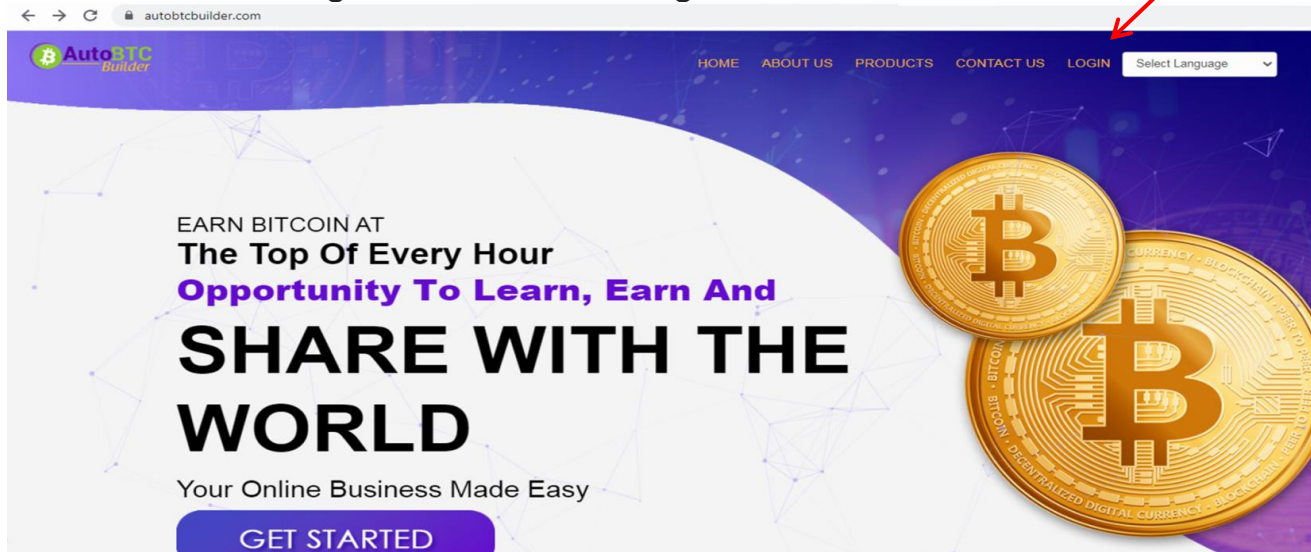 autobtcbuilder.com
AutoBTC
Builder
HOME ABOUT US PRODUCTS CONTACT US LOGIN Select Language
EARN BITCOIN AT
The Top Of Every Hour
Opportunity To Learn, Earn And
SHARE WITH THE
WORLD
Your Online Business Made Easy
GET STARTED